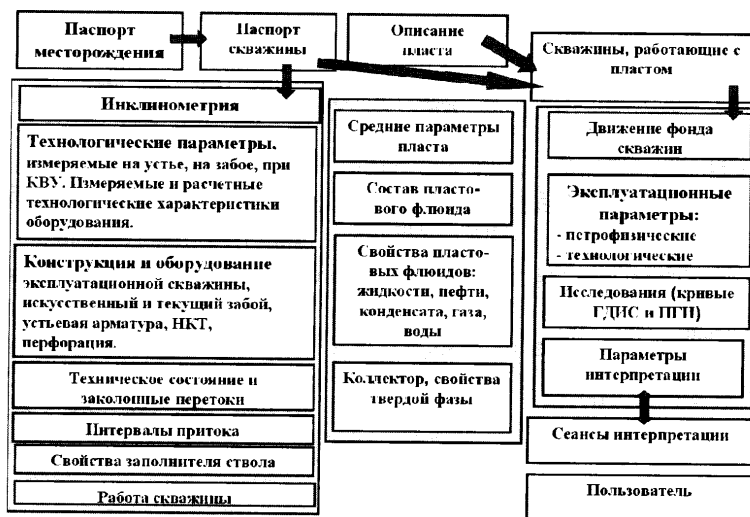 Паспорт
месторождения
Паспорт
скважины
Описание
пласта
Скважины, работающие с
пластом
Инклинометрия
Технологические параметры,
измеряемые на устье, на забое, при
КВУ. Измеряемые и расчетные
технологические характеристики
оборудования.
Конструкция и оборудование
эксплуатационной скважины,
искусственный и текущий забой,
устьевая арматура, НКТ,
перфорация.
Техническое состояние и
заколонные перетоки
Интервалы притока
Свойства заполнителя ствола
Работа скважины
Средние параметры
пласта
Состав пласто-
вого флюида
Свойства пласто-
вых флюидов:
жидкости, нефти,
конденсата, газа,
воды
Коллектор, свойства
твердой фазы
Движение фонда
скважин
Эксплуатационные
параметры:
- петрофизические
- технологические
Исследования (кривые
ГДИС и ПГИ)
Параметры
интерпретации
Сеансы интерпретации
Пользователь